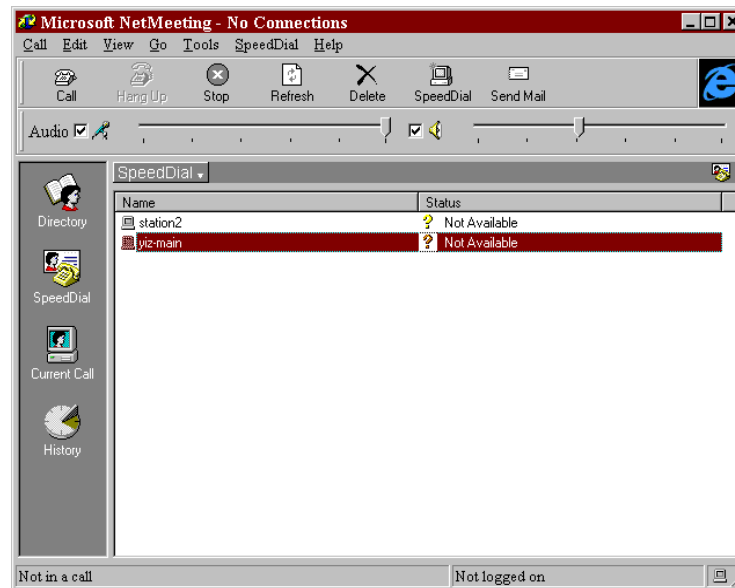 Microsoft NetMeeting - No Connections
Call Edit View Go Tools SpeedDial Help
Call Hang Up Stop Refresh Delete SpeedDial Send Mail
Audio
SpeedDial
Directory
SpeedDial
Current Call
History
Name Status
station2 Not Available
yiz-main Not Available
Not in a call Not logged on